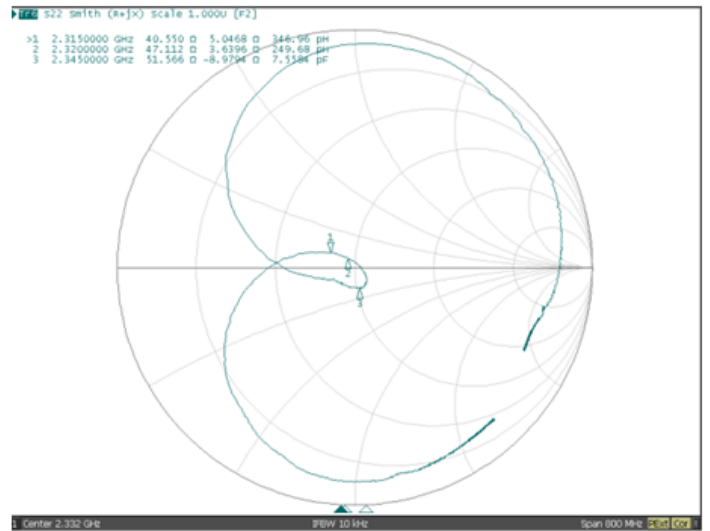 Tr6 S22 Smith (R+jX) Scale 1.000U [F2]
>1 2.3150000 GHz 40.550 Ω 5.0468 Ω 346.96 pH
2 2.3200000 GHz 47.112 Ω 3.6396 Ω 249.68 pH
3 2.3450000 GHz 51.566 Ω -8.9794 Ω 7.5584 pF
1
2
3
1 Center 2.332 GHz IFBW 10 kHz Span 800 MHz Cor